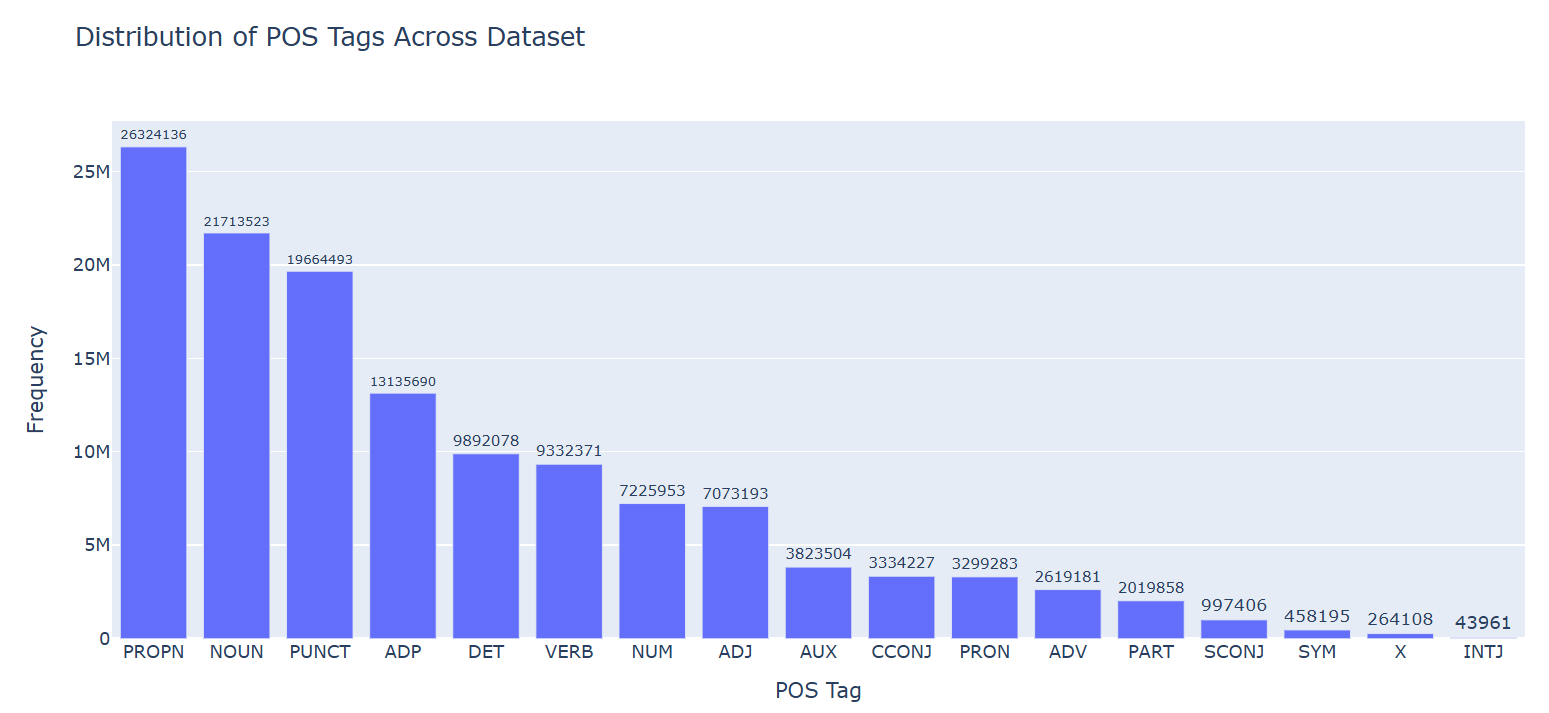 Distribution of POS Tags Across Dataset
Frequency
25M
20M
15M
10M
5M
0
26324136
21713523
19664493
13135690
9892078
9332371
7225953
7073193
3823504
3334227
3299283
2619181
2019858
997406
458195
264108
43961
PROPN NOUN PUNCT ADP DET VERB NUM ADJ AUX CCONJ PRON ADV PART SCONJ SYM X INTJ
POS Tag